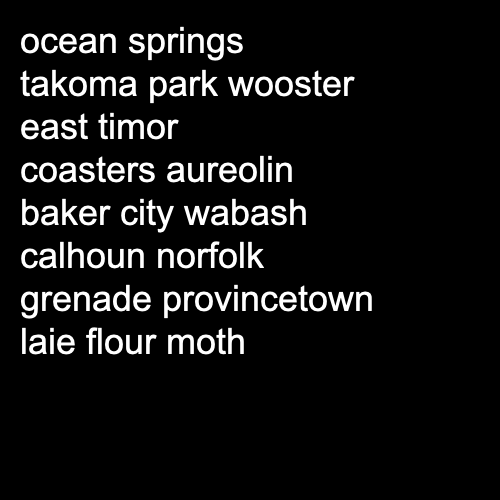 ocean springs
takoma park wooster
east timor
coasters aureolin
baker city wabash
calhoun norfolk
grenade provincetown
laie flour moth